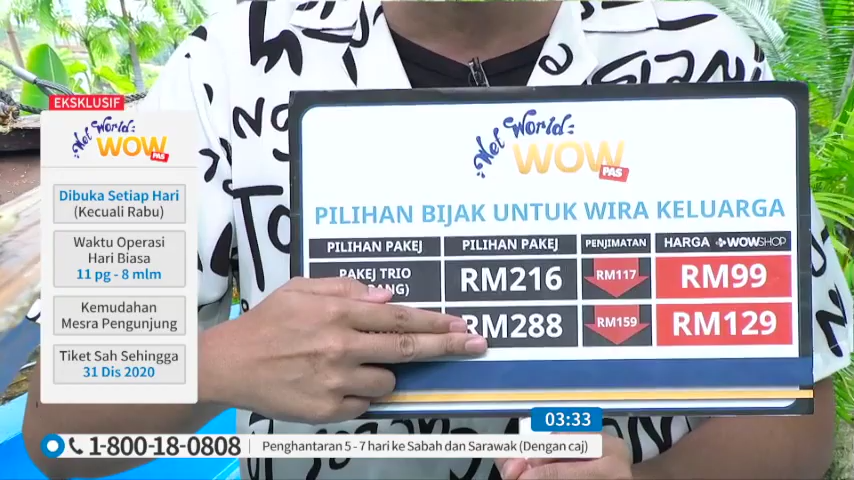 EKSKLUSIF
Wet World
WOW
PAS
Dibuka Setiap Hari
(Kecuali Rabu)
Waktu Operasi
Hari Biasa
11 pg - 8 mlm
Kemudahan
Mesra Pengunjung
Tiket Sah Sehingga
31 Dis 2020
Wet World
WOW
PAS
PILIHAN BIJAK UNTUK WIRA KELUARGA
PILIHAN PAKEJ PILIHAN PAKEJ PENJIMATAN HARGA WOWSHOP
PAKEJ TRIO RM216 RM117 RM99
RM288 RM159 RM129
03:33
1-800-18-0808 Penghantaran 5 - 7 hari ke Sabah dan Sarawak (Dengan caj)